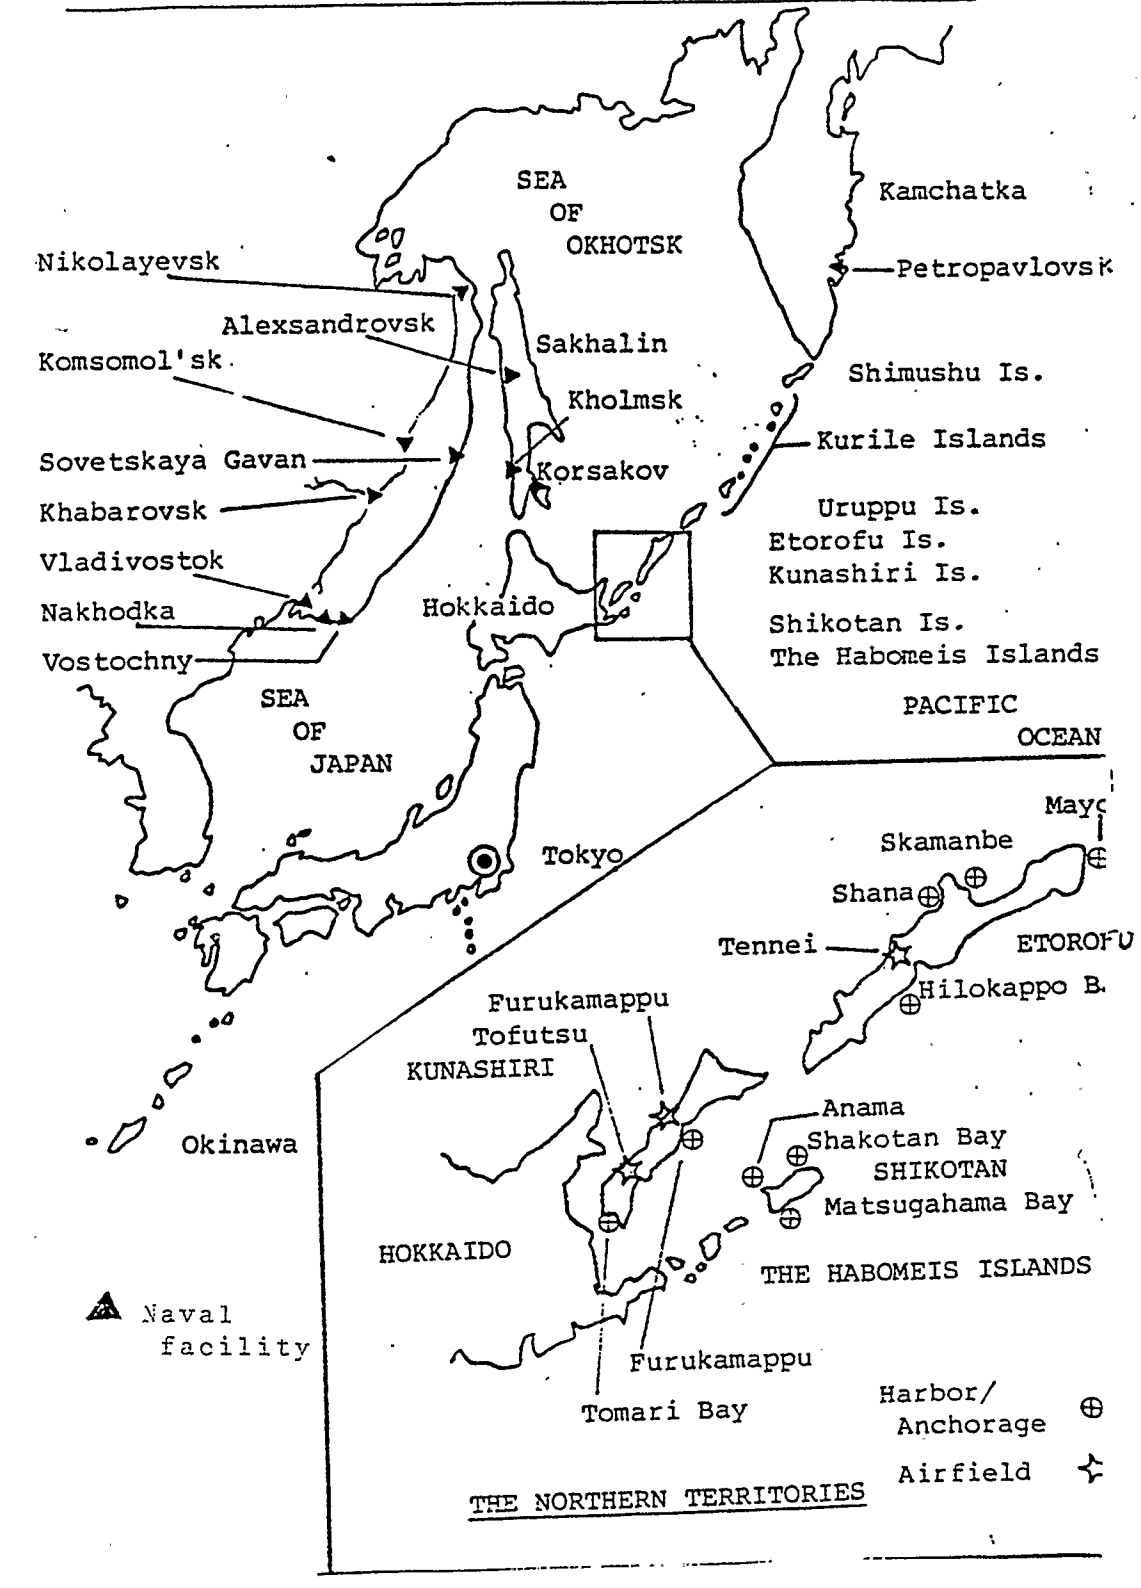 SEA
OF
OKHOTSK
Kamchatka
Nikolayevsk
Petropavlovsk
Alexsandrovsk
Sakhalin
Komsomol'sk
Shimushu Is.
Kholmsk
Kurile Islands
Sovetskaya Gavan
Korsakov
Khabarovsk
Uruppu Is.
Etorofu Is.
Vladivostok
Kunashiri Is.
Nakhodka
Hokkaido
Shikotan Is.
Vostochny
The Habomeis Islands
SEA
OF
JAPAN
PACIFIC
OCEAN
Tokyo
Okinawa
Skamanbe
Shana
Tennei
ETOROFU
Hilokappo B.
Furukamappu
Tofutsu
KUNASHIRI
Anama
Shakotan Bay
SHIKOTAN
Matsugahama Bay
HOKKAIDO
THE HABOMEIS ISLANDS
Naval
facility
Furukamappu
Tomari Bay
Harbor/
Anchorage
Airfield
THE NORTHERN TERRITORIES